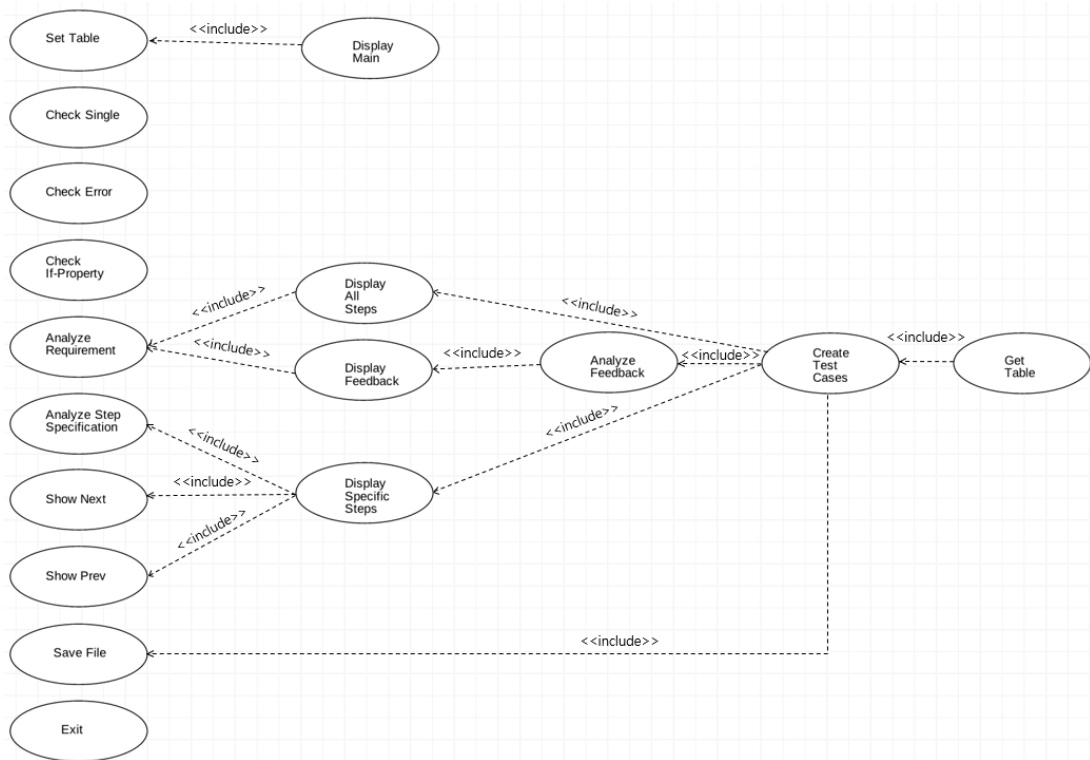 Set Table
<<include>>
Display
Main
Check Single
Check Error
Check
If-Property
Display
All
Steps
<<include>>
<<include>>
Analyze
Requirement
<<include>>
Display
Feedback
<<include>>
Analyze
Feedback
<<include>>
Create
Test
Cases
<<include>>
Get
Table
Analyze Step
Specification
<<include>>
<<include>>
Show Next
<<include>>
Display
Specific
Steps
<<include>>
Show Prev
Save File
<<include>>
Exit